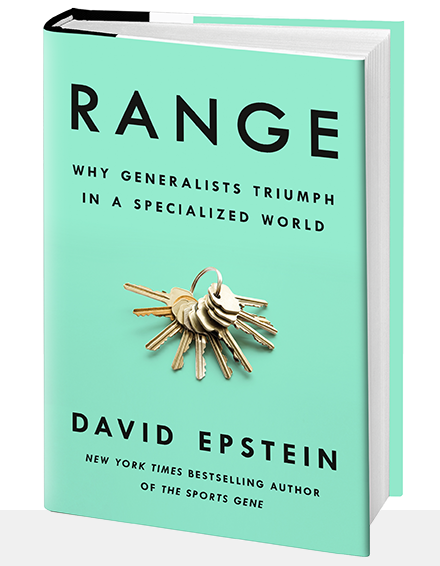 RANGE
WHY GENERALISTS TRIUMPH
IN A SPECIALIZED WORLD
DAVID EPSTEIN
NEW YORK TIMES BESTSELLING AUTHOR
OF THE SPORTS GENE